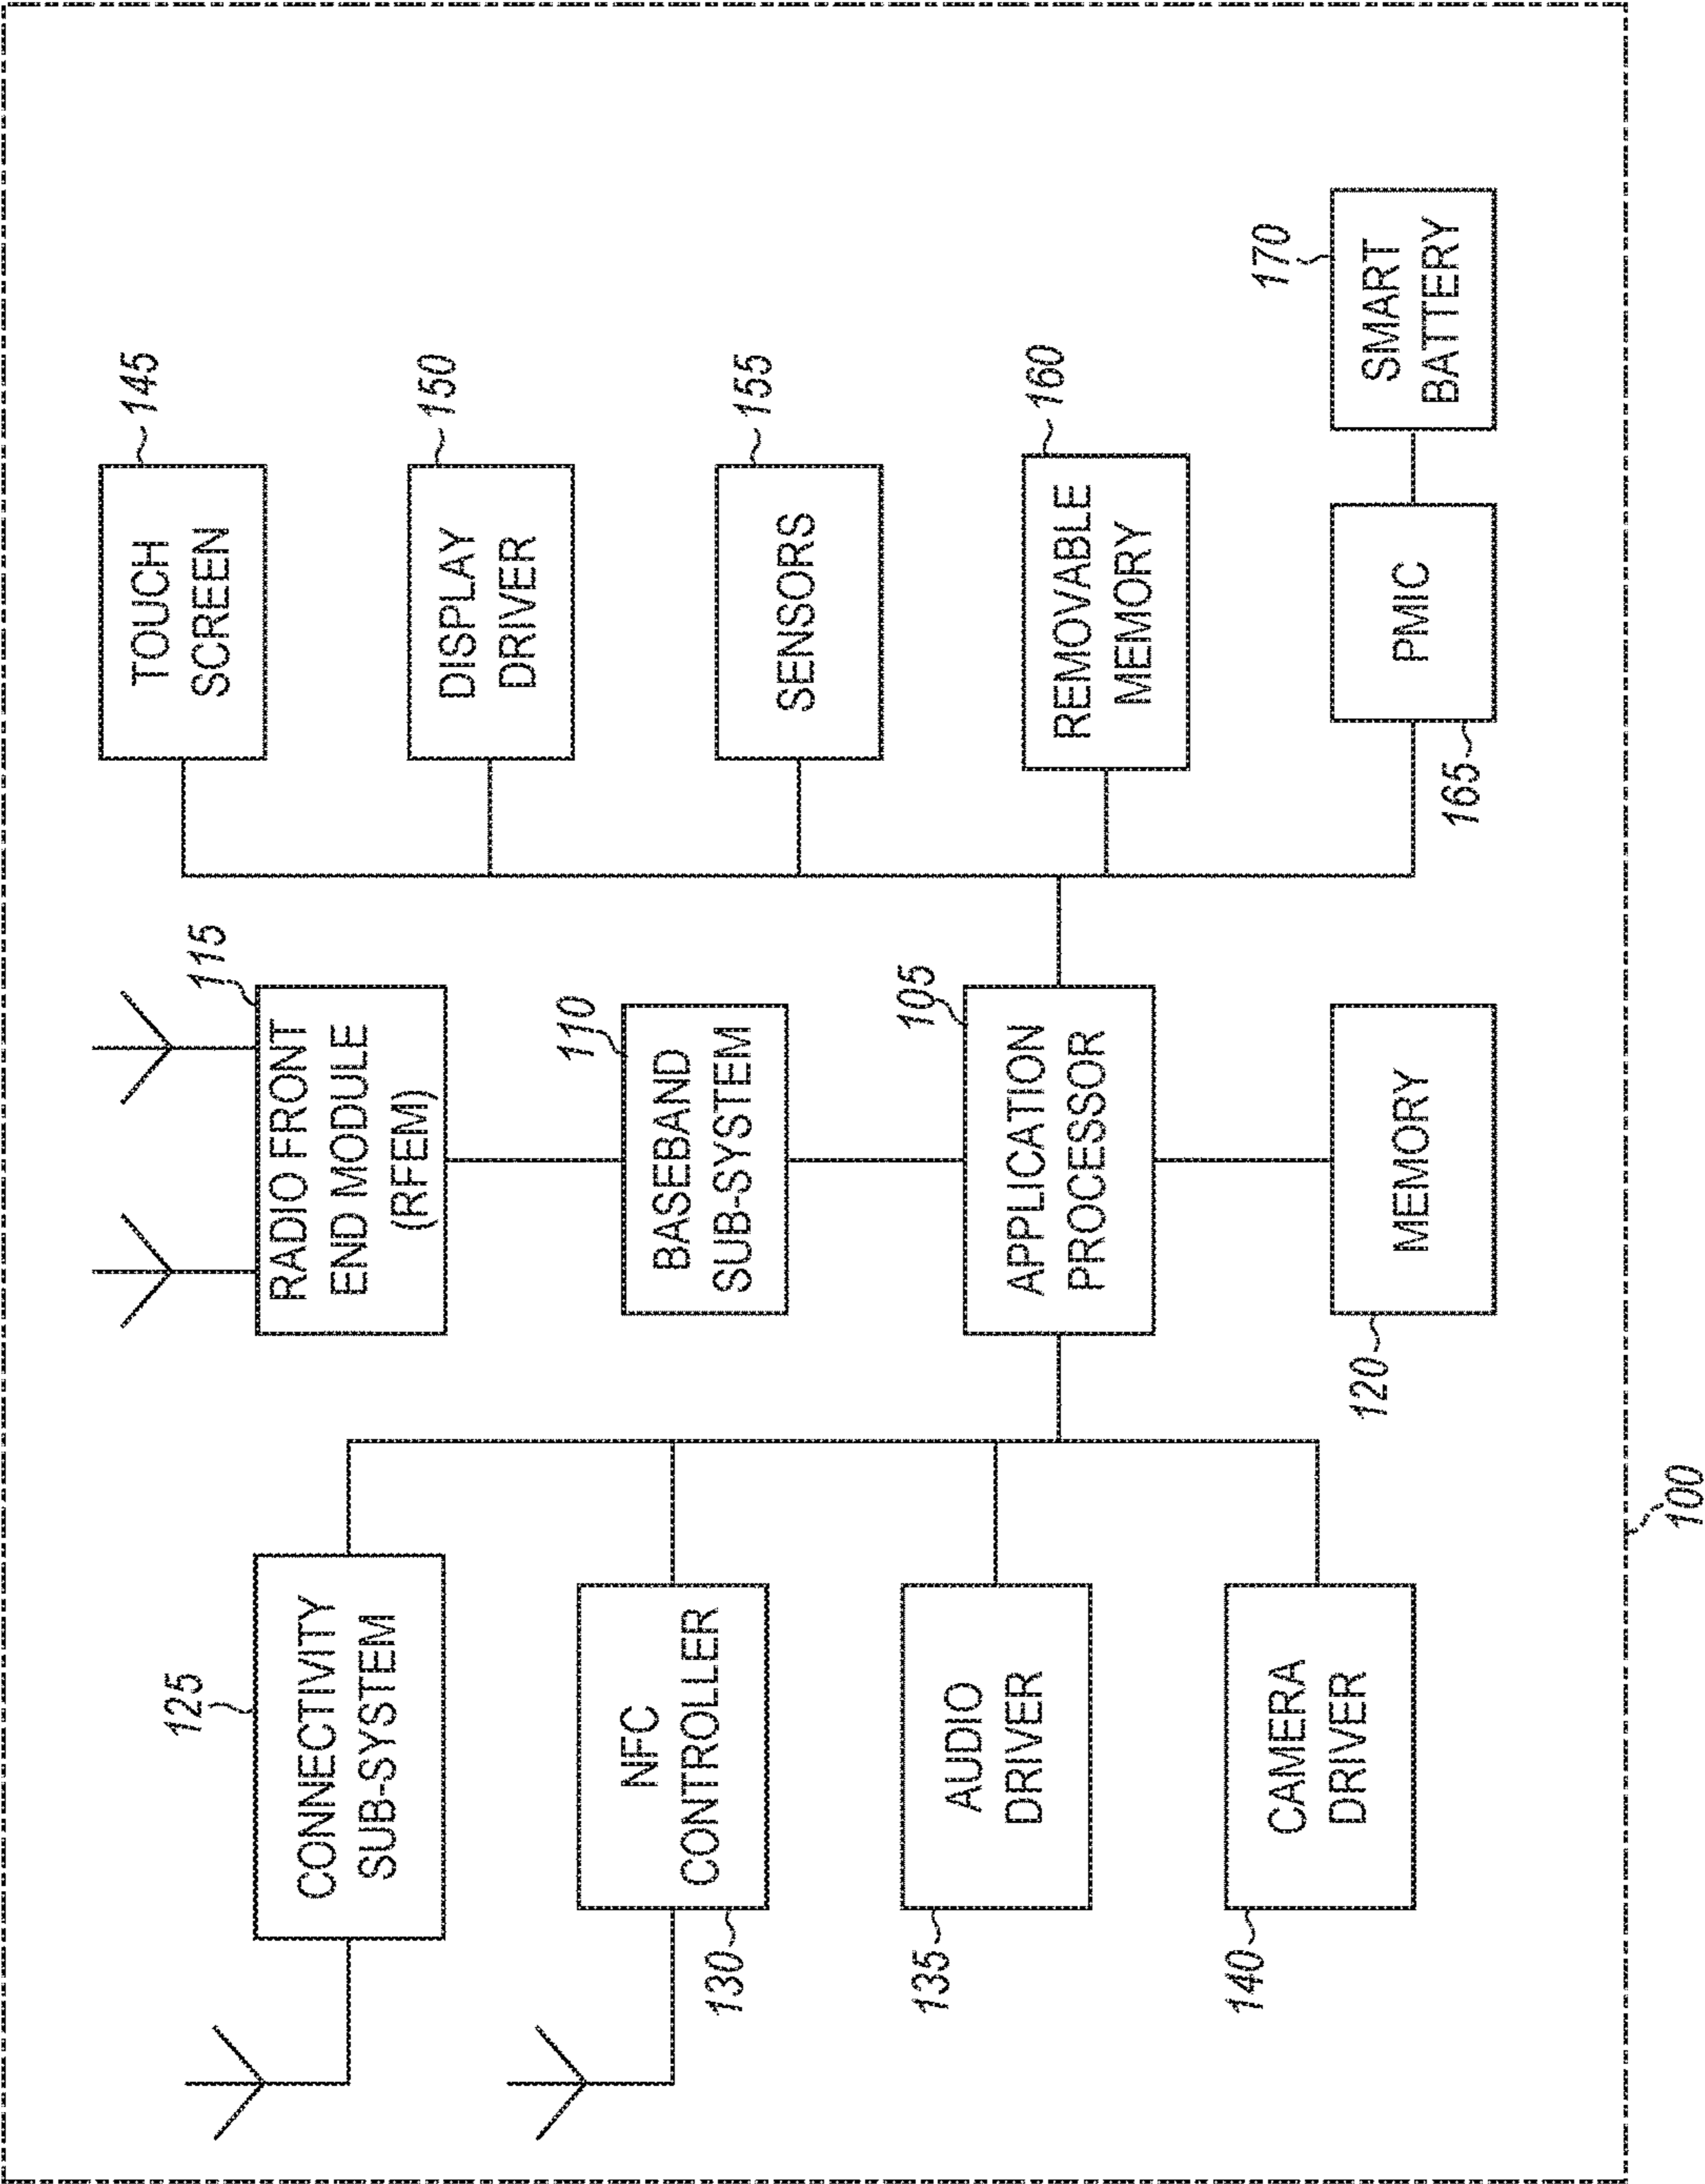 115
RADIO FRONT
END MODULE
(RFEM)
125
CONNECTIVITY
SUB-SYSTEM
145
TOUCH
SCREEN
110
BASEBAND
SUB-SYSTEM
130
NFC
CONTROLLER
150
DISPLAY
DRIVER
105
APPLICATION
PROCESSOR
135
AUDIO
DRIVER
155
SENSORS
160
REMOVABLE
MEMORY
140
CAMERA
DRIVER
120
MEMORY
165
PMIC
170
SMART
BATTERY
100